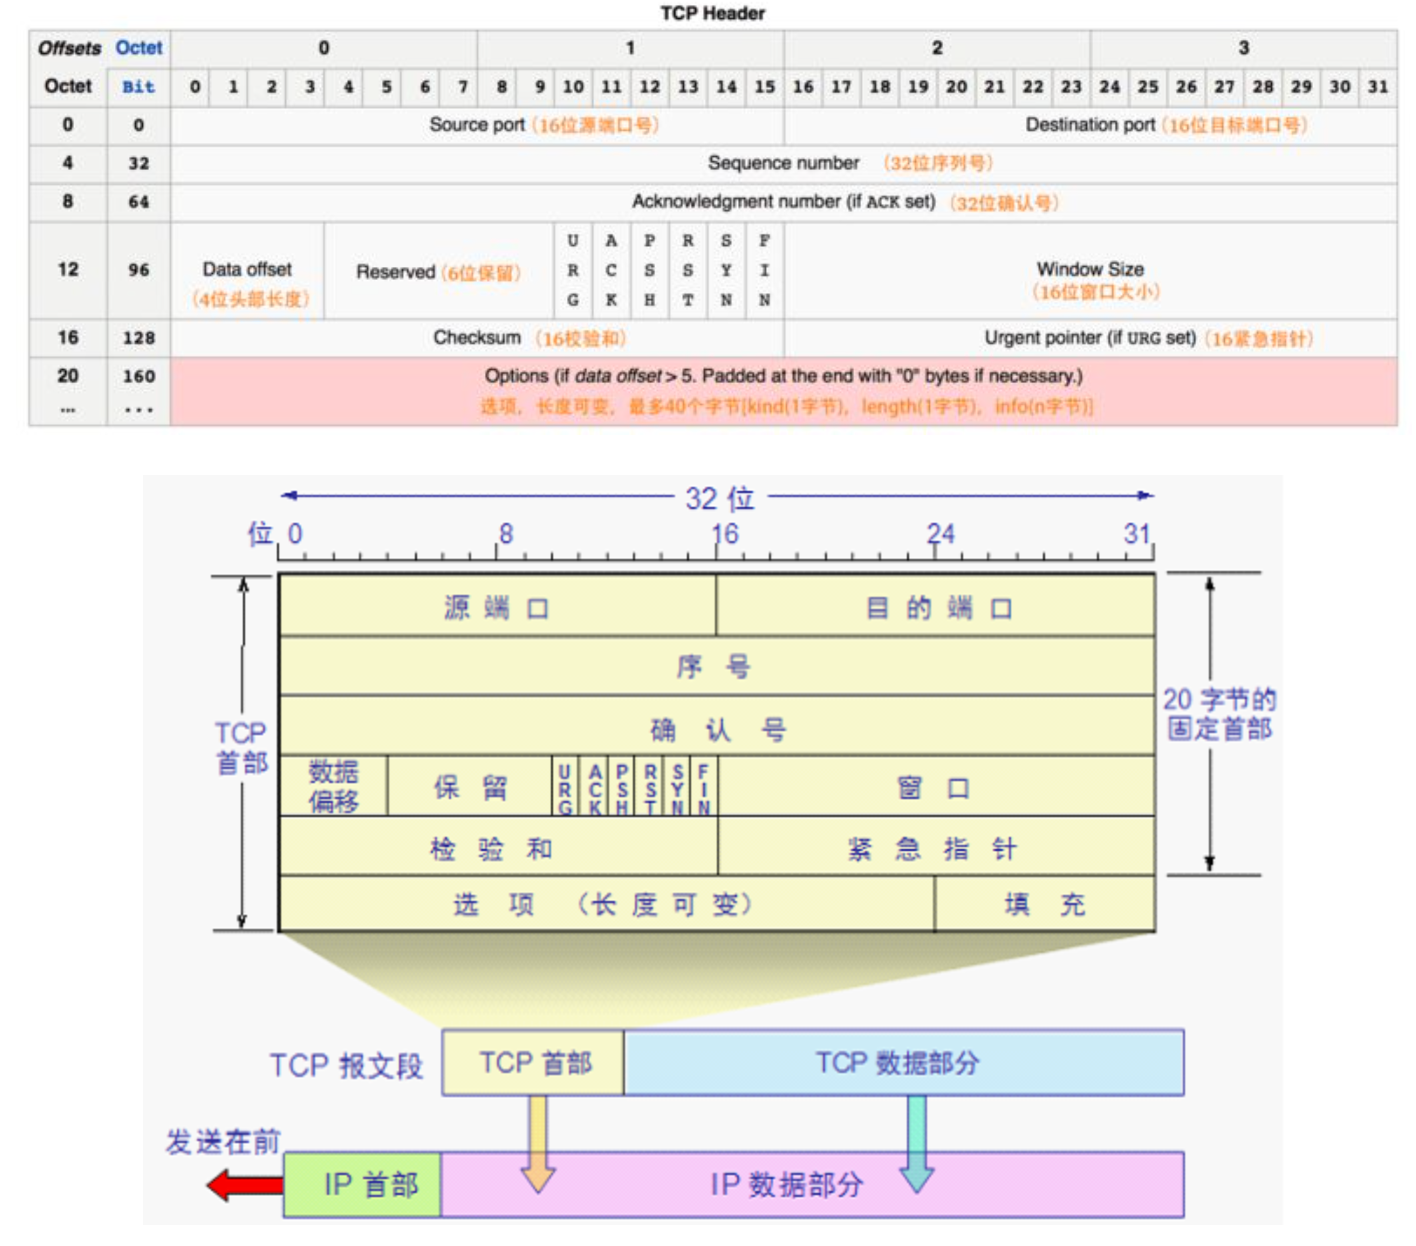 TCP Header
Offsets Octet 0 1 2 3
Octet Bit 0 1 2 3 4 5 6 7 8 9 10 11 12 13 14 15 16 17 18 19 20 21 22 23 24 25 26 27 28 29 30 31
0 0 Source port (16位源端口号) Destination port (16位目标端口号)
4 32 Sequence number (32位序列号)
8 64 Acknowledgment number (if ACK set) (32位确认号)
12 96 Data offset (4位头部长度) Reserved (6位保留) URG ACK PSH RST SYN FIN Window Size (16位窗口大小)
16 128 Checksum (16校验和) Urgent pointer (if URG set) (16紧急指针)
20 160 Options (if data offset > 5. Padded at the end with "0" bytes if necessary.)
... ... 选项，长度可变，最多40个字节[kind(1字节)，length(1字节)，info(n字节)]
32 位
位 0 8 16 24 31
源端口 目的端口
序号
TCP 首部
确认号
20 字节的
固定首部
数据偏移 保留 URG ACK PSH RST SYN FIN 窗口
检验和 紧急指针
选项（长度可变） 填充
TCP 报文段 TCP 首部 TCP 数据部分
发送在前
IP 首部 IP 数据部分